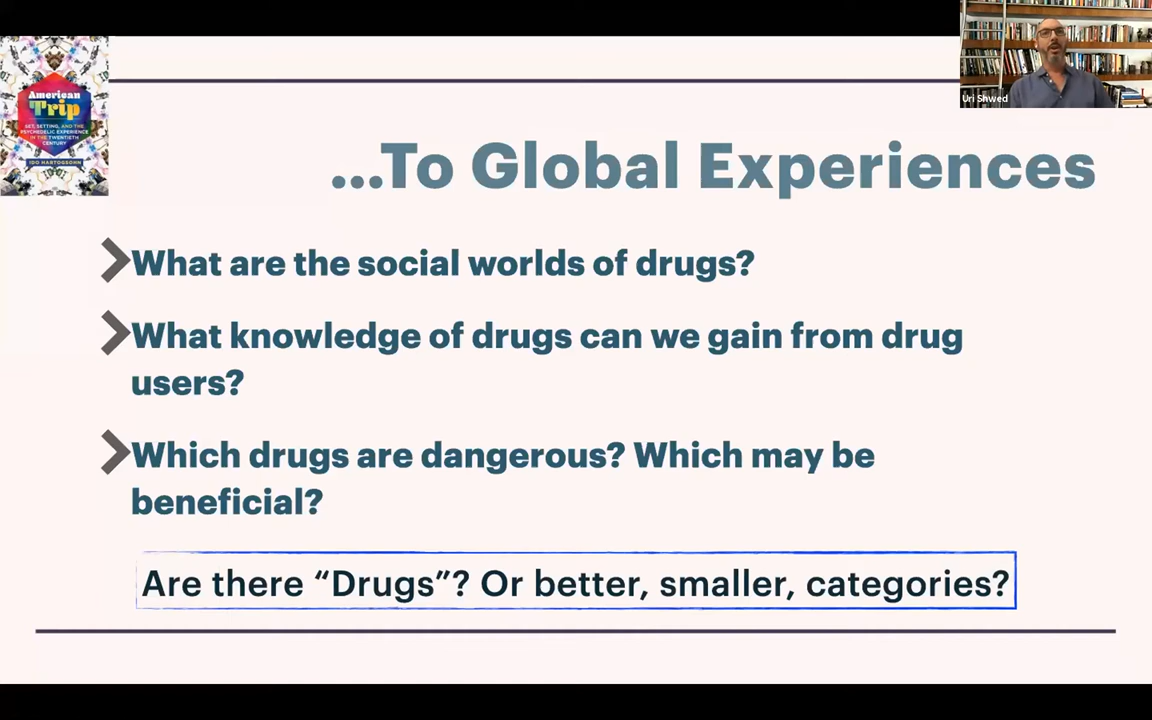 American
Trip
SET, SETTING, AND THE
PSYCHEDELIC EXPERIENCE
IN THE TWENTIETH
CENTURY
IDO HARTOGSOHN
Uri Shwed
...To Global Experiences
What are the social worlds of drugs?
What knowledge of drugs can we gain from drug
users?
Which drugs are dangerous? Which may be
beneficial?
Are there “Drugs”? Or better, smaller, categories?